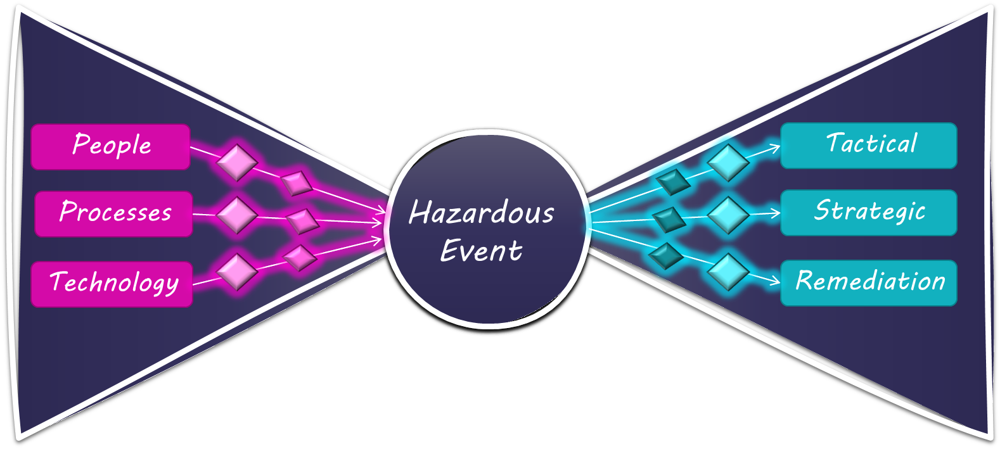 People
Processes
Technology
Hazardous
Event
Tactical
Strategic
Remediation